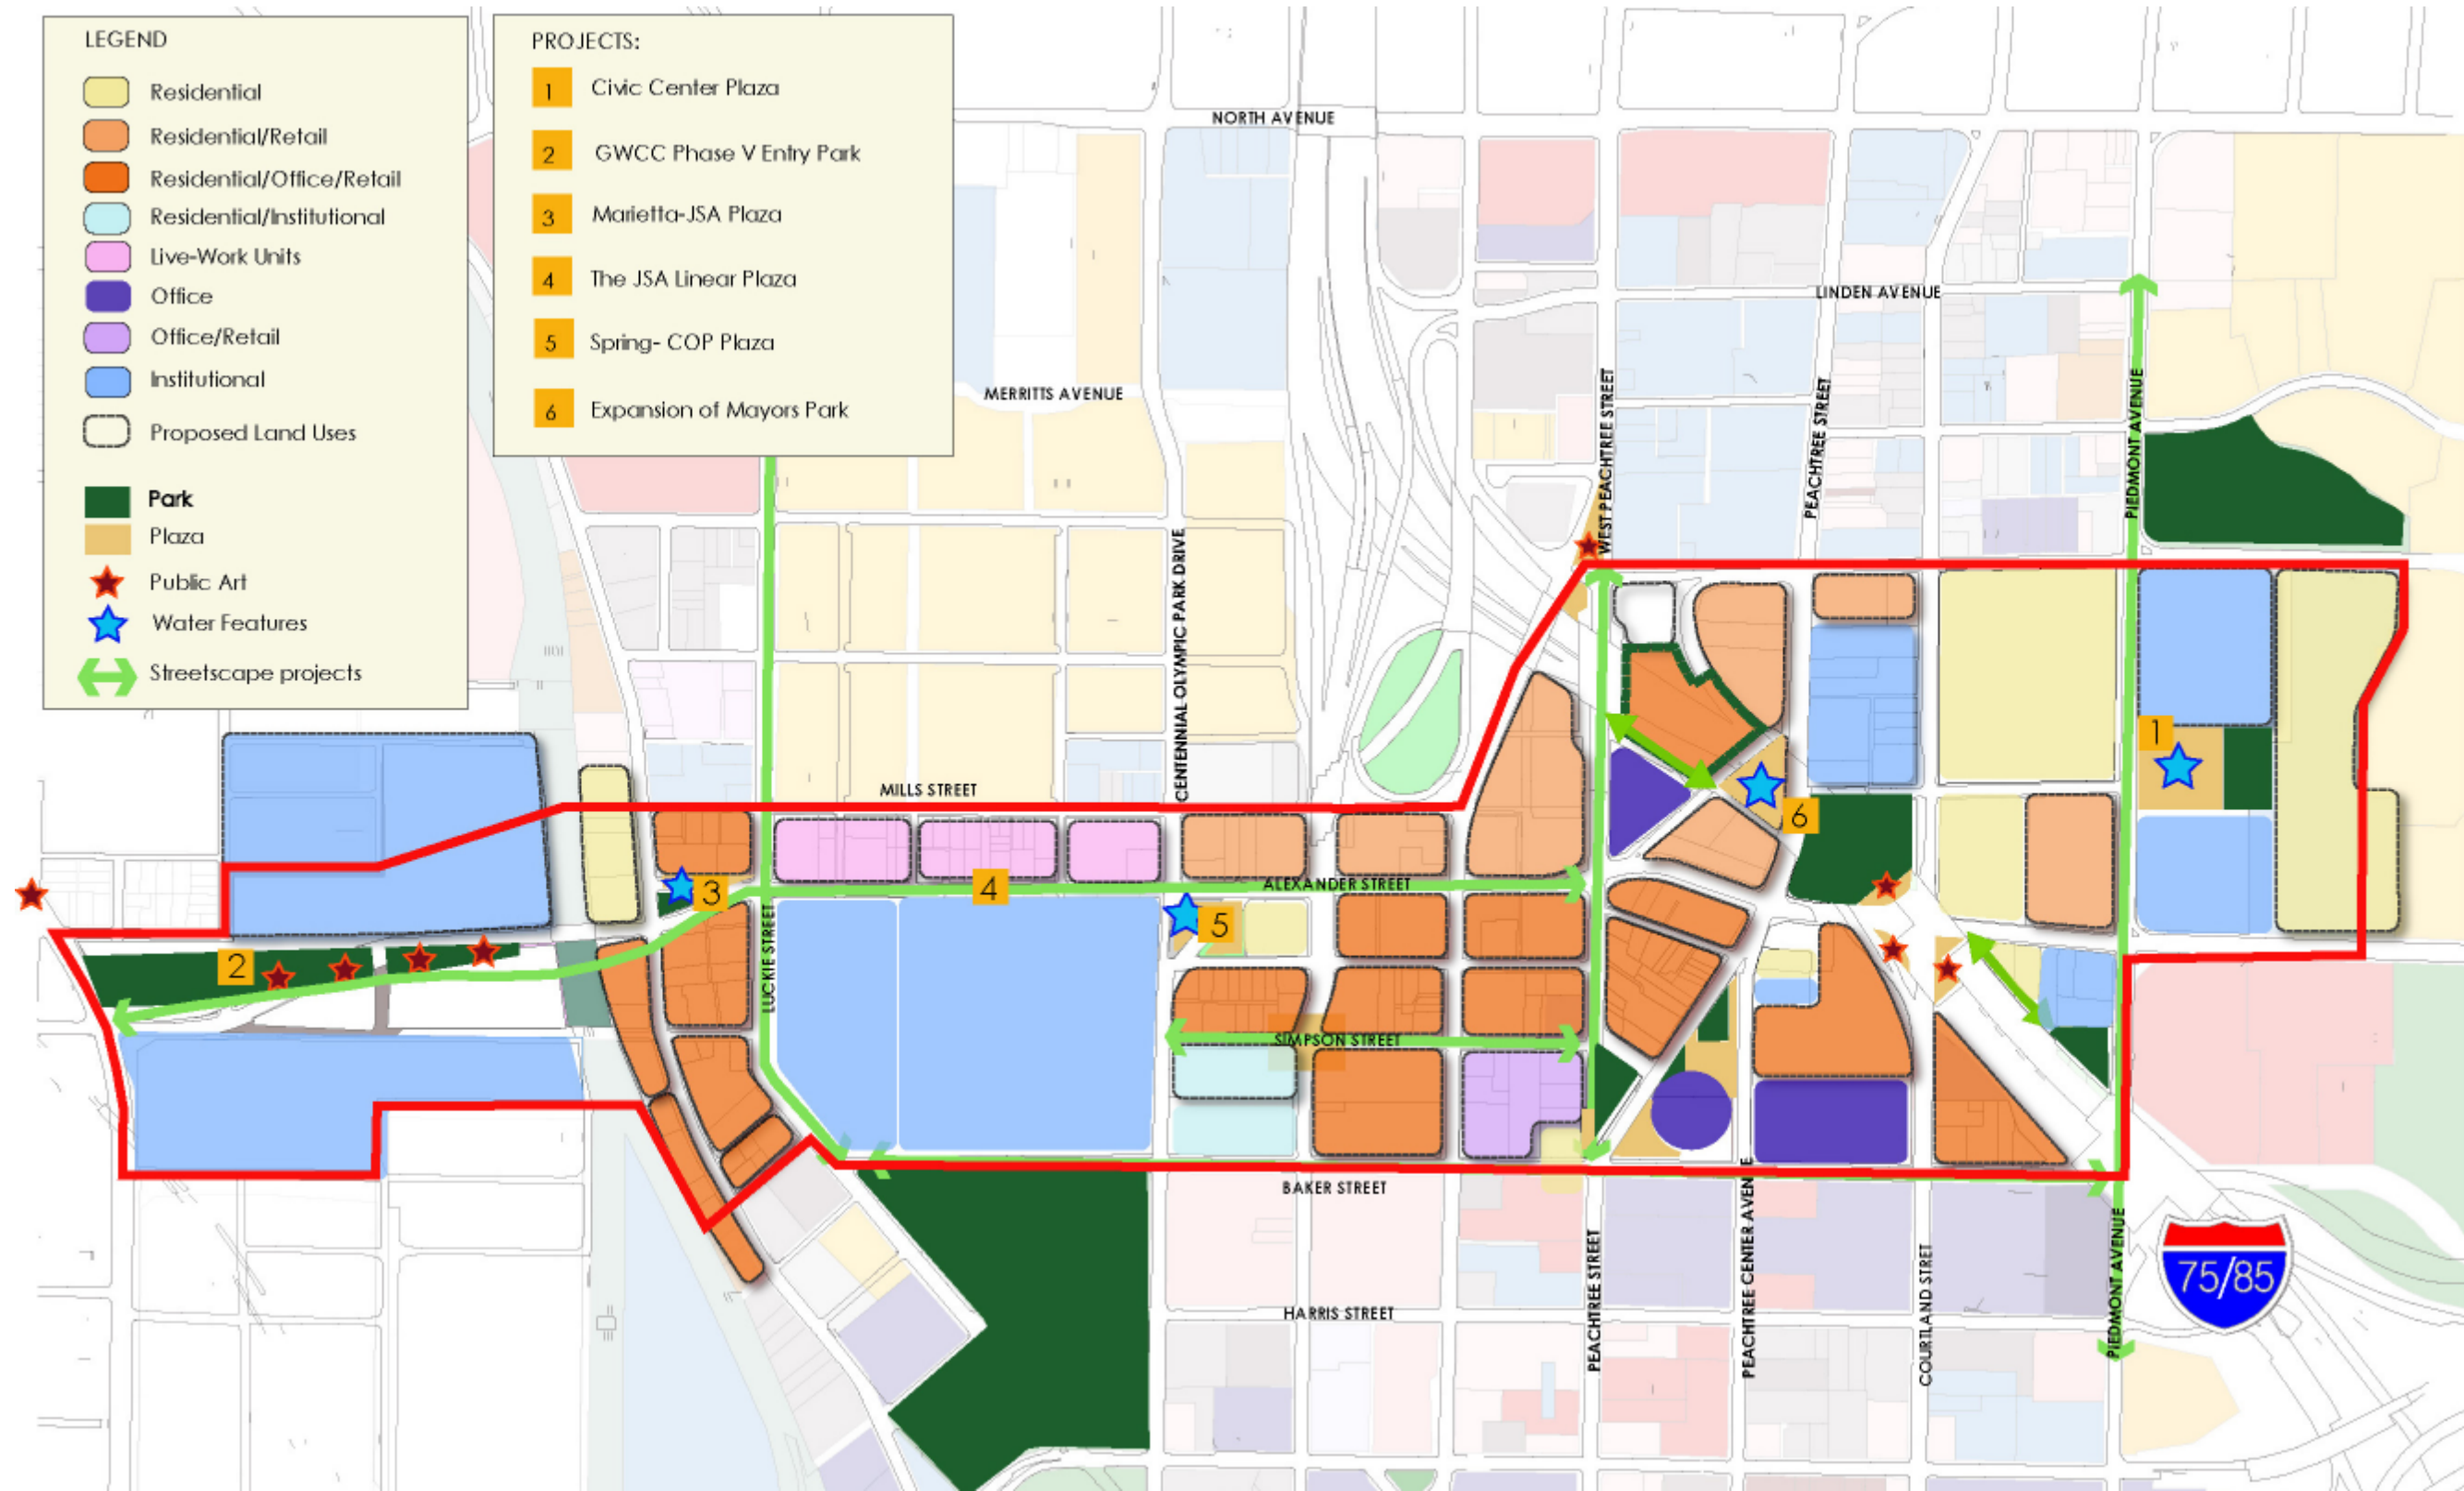 LEGEND
Residential
Residential/Retail
Residential/Office/Retail
Residential/Institutional
Live-Work Units
Office
Office/Retail
Institutional
Proposed Land Uses
Park
Plaza
Public Art
Water Features
Streetscape projects
PROJECTS:
1 Civic Center Plaza
2 GWCC Phase V Entry Park
3 Marietta-JSA Plaza
4 The JSA Linear Plaza
5 Spring- COP Plaza
6 Expansion of Mayors Park
NORTH AVENUE
LINDEN AVENUE
MERRITTS AVENUE
WEST PEACHTREE STREET
PEACHTREE STREET
PIEDMONT AVENUE
CENTENNIAL OLYMPIC PARK DRIVE
MILLS STREET
1
6
3
4
ALEXANDER STREET
5
2
LUCKIE STREET
SIMPSON STREET
BAKER STREET
HARRIS STREET
PEACHTREE STREET
PEACHTREE CENTER AVENUE
COURTLAND STRET
PIEDMONT AVENUE
75/85